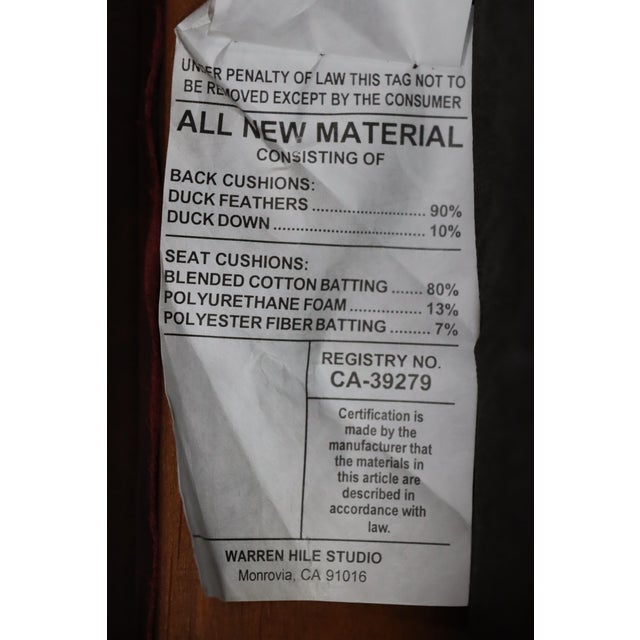 UNDER PENALTY OF LAW THIS TAG NOT TO
BE REMOVED EXCEPT BY THE CONSUMER
ALL NEW MATERIAL
CONSISTING OF
BACK CUSHIONS:
DUCK FEATHERS ......................... 90%
DUCK DOWN .................................. 10%
SEAT CUSHIONS:
BLENDED COTTON BATTING ....... 80%
POLYURETHANE FOAM ................ 13%
POLYESTER FIBER BATTING ......... 7%
REGISTRY NO.
CA-39279
Certification is
made by the
manufacturer that
the materials in
this article are
described in
accordance with
law.
WARREN HILE STUDIO
Monrovia, CA 91016